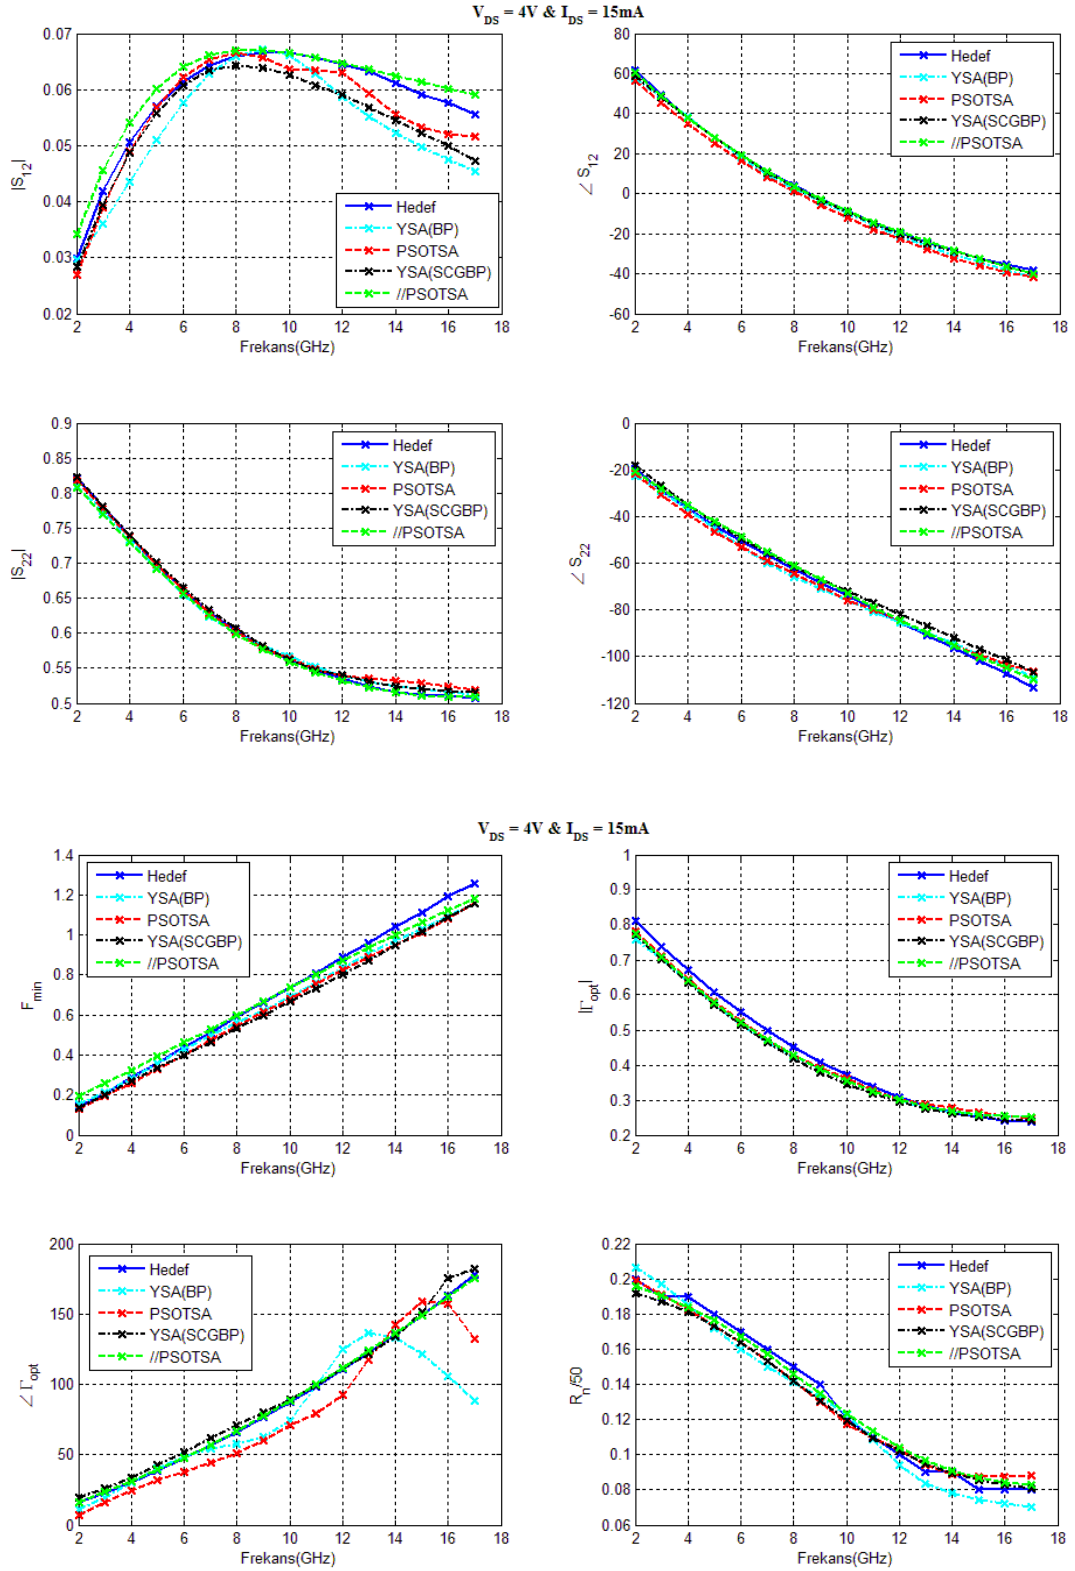 V_DS = 4V & I_DS = 15mA
|S_12|
0.07
0.06
0.05
0.04
0.03
0.02
2 4 6 8 10 12 14 16 18
Frekans(GHz)
Hedef
YSA(BP)
PSOTSA
YSA(SCGBP)
//PSOTSA
∠ S_12
80
60
40
20
0
-20
-40
-60
2 4 6 8 10 12 14 16 18
Frekans(GHz)
Hedef
YSA(BP)
PSOTSA
YSA(SCGBP)
//PSOTSA
|S_22|
0.9
0.85
0.8
0.75
0.7
0.65
0.6
0.55
0.5
2 4 6 8 10 12 14 16 18
Frekans(GHz)
Hedef
YSA(BP)
PSOTSA
YSA(SCGBP)
//PSOTSA
∠ S_22
-0
-20
-40
-60
-80
-100
-120
2 4 6 8 10 12 14 16 18
Frekans(GHz)
Hedef
YSA(BP)
PSOTSA
YSA(SCGBP)
//PSOTSA
V_DS = 4V & I_DS = 15mA
F_min
1.4
1.2
1
0.8
0.6
0.4
0.2
0
2 4 6 8 10 12 14 16 18
Frekans(GHz)
Hedef
YSA(BP)
PSOTSA
YSA(SCGBP)
//PSOTSA
|Γ_opt|
1
0.9
0.8
0.7
0.6
0.5
0.4
0.3
0.2
2 4 6 8 10 12 14 16 18
Frekans(GHz)
Hedef
YSA(BP)
PSOTSA
YSA(SCGBP)
//PSOTSA
∠ Γ_opt
200
150
100
50
0
2 4 6 8 10 12 14 16 18
Frekans(GHz)
Hedef
YSA(BP)
PSOTSA
YSA(SCGBP)
//PSOTSA
R_n/50
0.22
0.20
0.18
0.16
0.14
0.12
0.1
0.08
0.06
2 4 6 8 10 12 14 16 18
Frekans(GHz)
Hedef
YSA(BP)
PSOTSA
YSA(SCGBP)
//PSOTSA